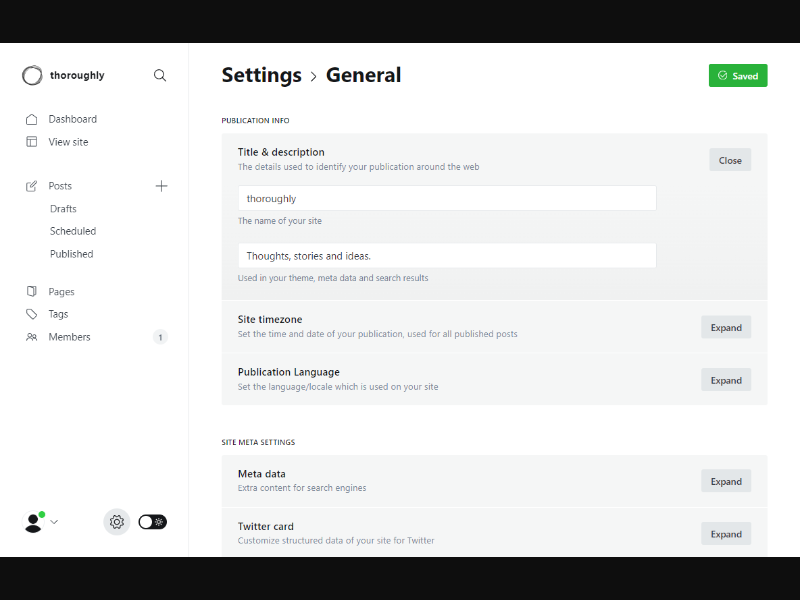 thoroughly
Dashboard
View site
Posts
Drafts
Scheduled
Published
Pages
Tags
Members 1
Settings > General
Saved
PUBLICATION INFO
Title & description
The details used to identify your publication around the web
Close
thoroughly
The name of your site
Thoughts, stories and ideas.
Used in your theme, meta data and search results
Site timezone
Set the time and date of your publication, used for all published posts
Expand
Publication Language
Set the language/locale which is used on your site
Expand
SITE META SETTINGS
Meta data
Extra content for search engines
Expand
Twitter card
Customize structured data of your site for Twitter
Expand